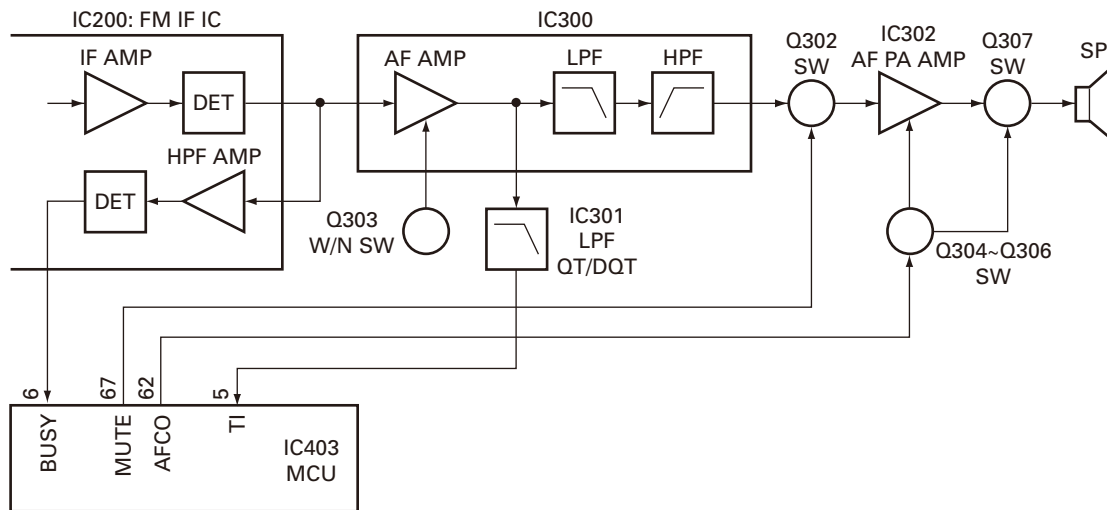 IC200: FM IF IC
IC300
IF AMP
DET
AF AMP
LPF
HPF
Q302
SW
IC302
AF PA AMP
Q307
SW
SP
HPF AMP
DET
Q303
W/N SW
IC301
LPF
QT/DQT
Q304~Q306
SW
6
67
62
5
BUSY
MUTE
AFCO
TI
IC403
MCU